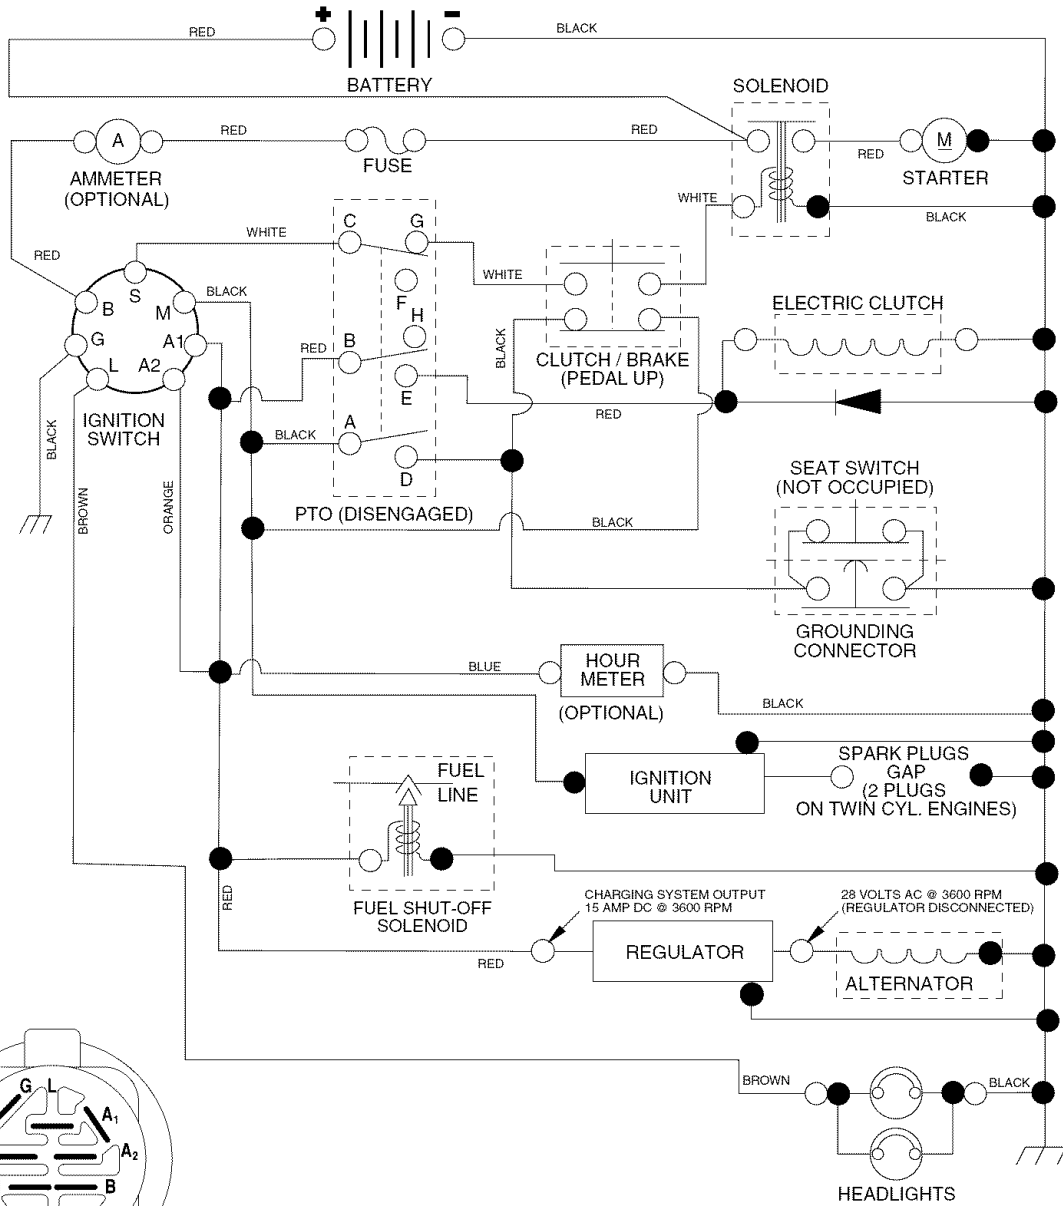 +
-
RED
BLACK
BATTERY
SOLENOID
A
RED
RED
FUSE
RED
M
AMMETER
(OPTIONAL)
STARTER
WHITE
BLACK
C
G
WHITE
RED
S
B
M
BLACK
F
WHITE
ELECTRIC CLUTCH
H
G
A1
L
A2
RED
B
BLACK
CLUTCH / BRAKE
(PEDAL UP)
E
RED
IGNITION
SWITCH
BLACK
A
BLACK
D
SEAT SWITCH
(NOT OCCUPIED)
BROWN
ORANGE
PTO (DISENGAGED)
BLACK
GROUNDING
CONNECTOR
BLUE
HOUR
METER
(OPTIONAL)
BLACK
FUEL
LINE
IGNITION
UNIT
SPARK PLUGS
GAP
(2 PLUGS
ON TWIN CYL. ENGINES)
RED
FUEL SHUT-OFF
SOLENOID
CHARGING SYSTEM OUTPUT
15 AMP DC @ 3600 RPM
28 VOLTS AC @ 3600 RPM
(REGULATOR DISCONNECTED)
RED
REGULATOR
ALTERNATOR
G
L
A1
A2
B
BROWN
BLACK
HEADLIGHTS